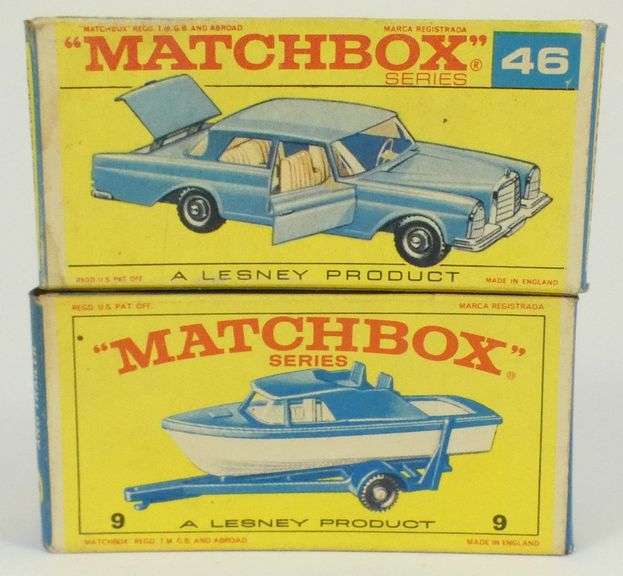 "MATCHBOX" REGD. T.M. G.B. AND ABROAD MARCA REGISTRADA
"MATCHBOX"® 46
SERIES
REGD. U.S. PAT. OFF. A LESNEY PRODUCT MADE IN ENGLAND
REGD. U.S. PAT. OFF. MARCA REGISTRADA
"MATCHBOX"®
SERIES
9 A LESNEY PRODUCT 9
"MATCHBOX" REGD. T.M. G.B. AND ABROAD MADE IN ENGLAND